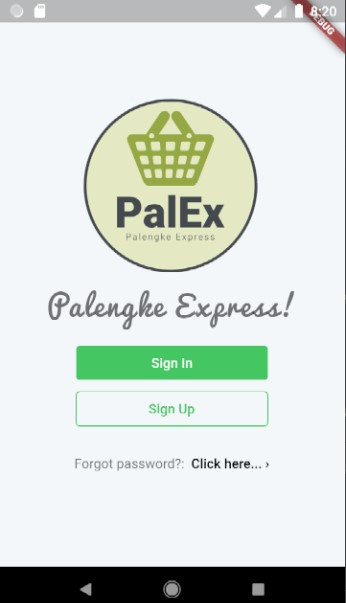 8:20
DEBUG
PalEx
Palengke Express
Palengke Express!
Sign In
Sign Up
Forgot password?: Click here... ›